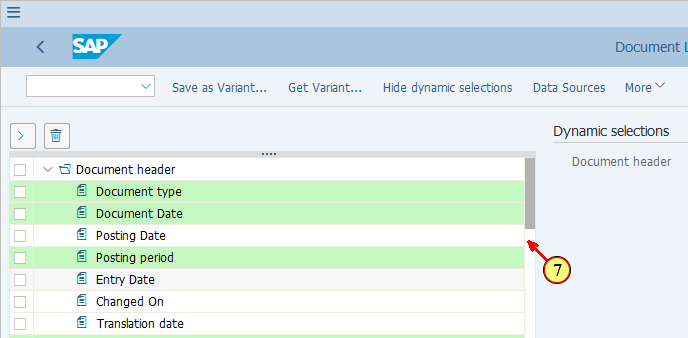 SAP
Document L
Save as Variant... Get Variant... Hide dynamic selections Data Sources More
Dynamic selections
Document header
Document header
Document type
Document Date
Posting Date
Posting period
7
Entry Date
Changed On
Translation date